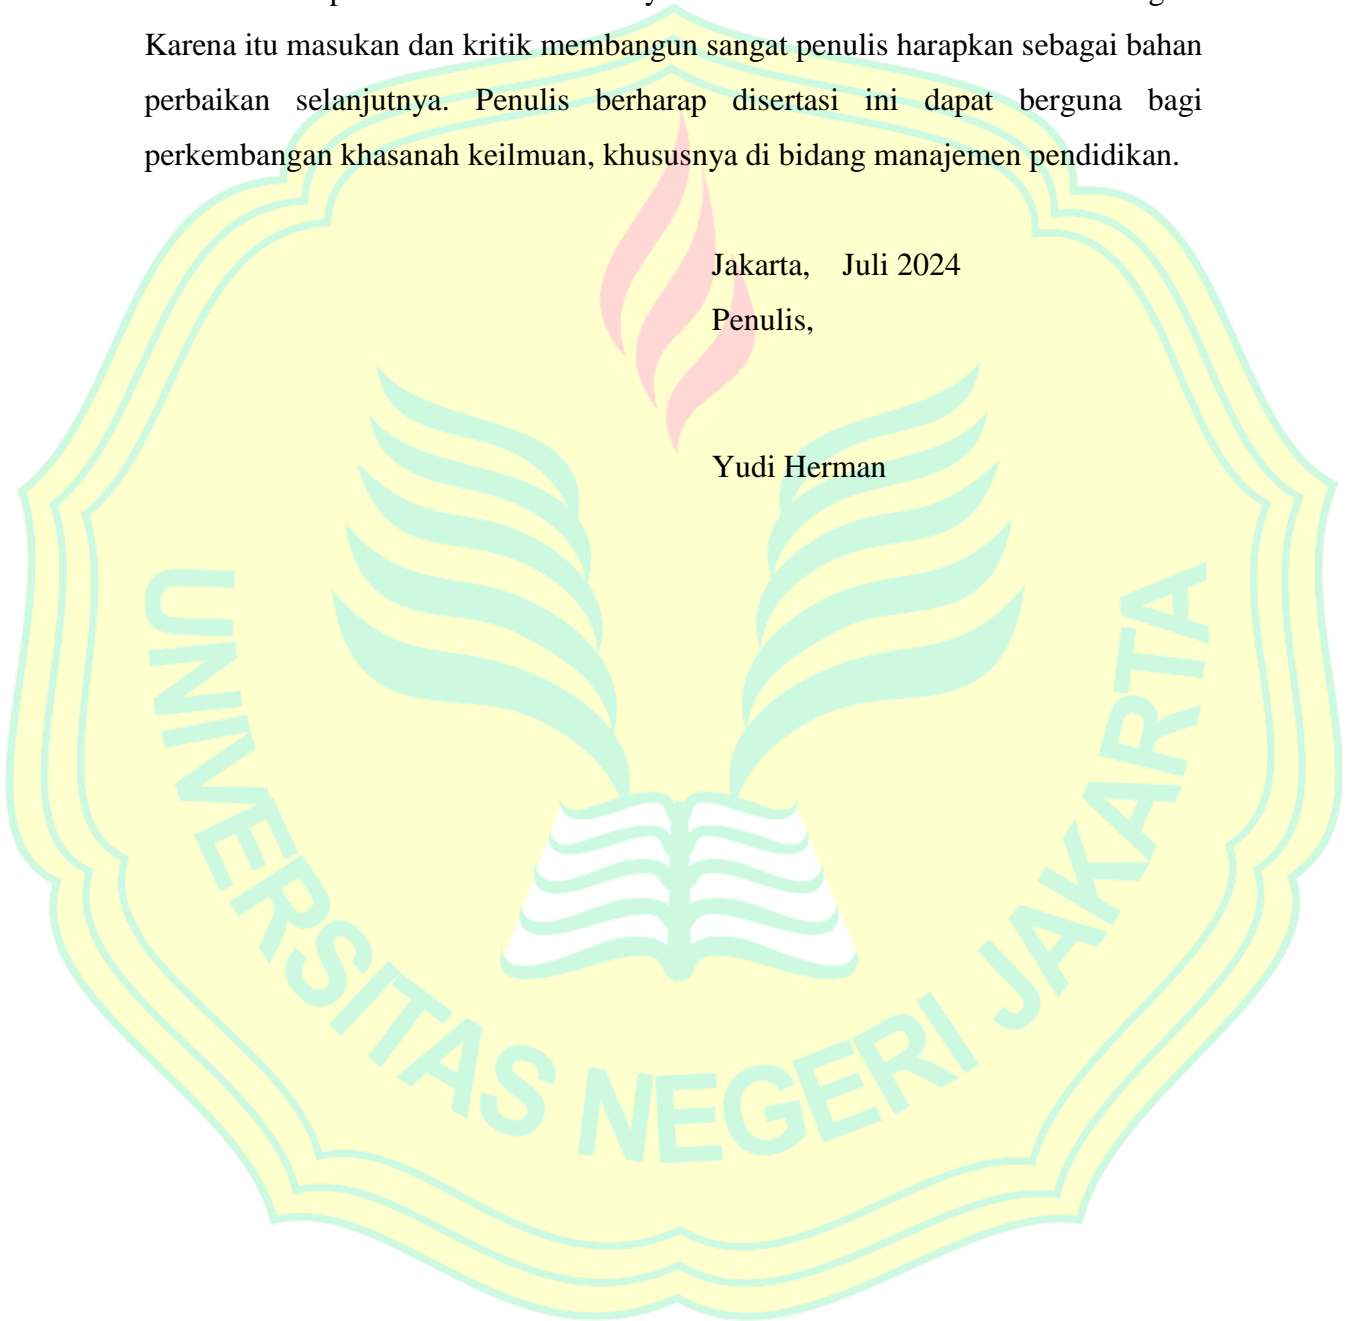 Karena itu masukan dan kritik membangun sangat penulis harapkan sebagai bahan
perbaikan selanjutnya. Penulis berharap disertasi ini dapat berguna bagi
perkembangan khasanah keilmuan, khususnya di bidang manajemen pendidikan.
Jakarta, Juli 2024
Penulis,
Yudi Herman
UNIVERSITAS NEGERI JAKARTA